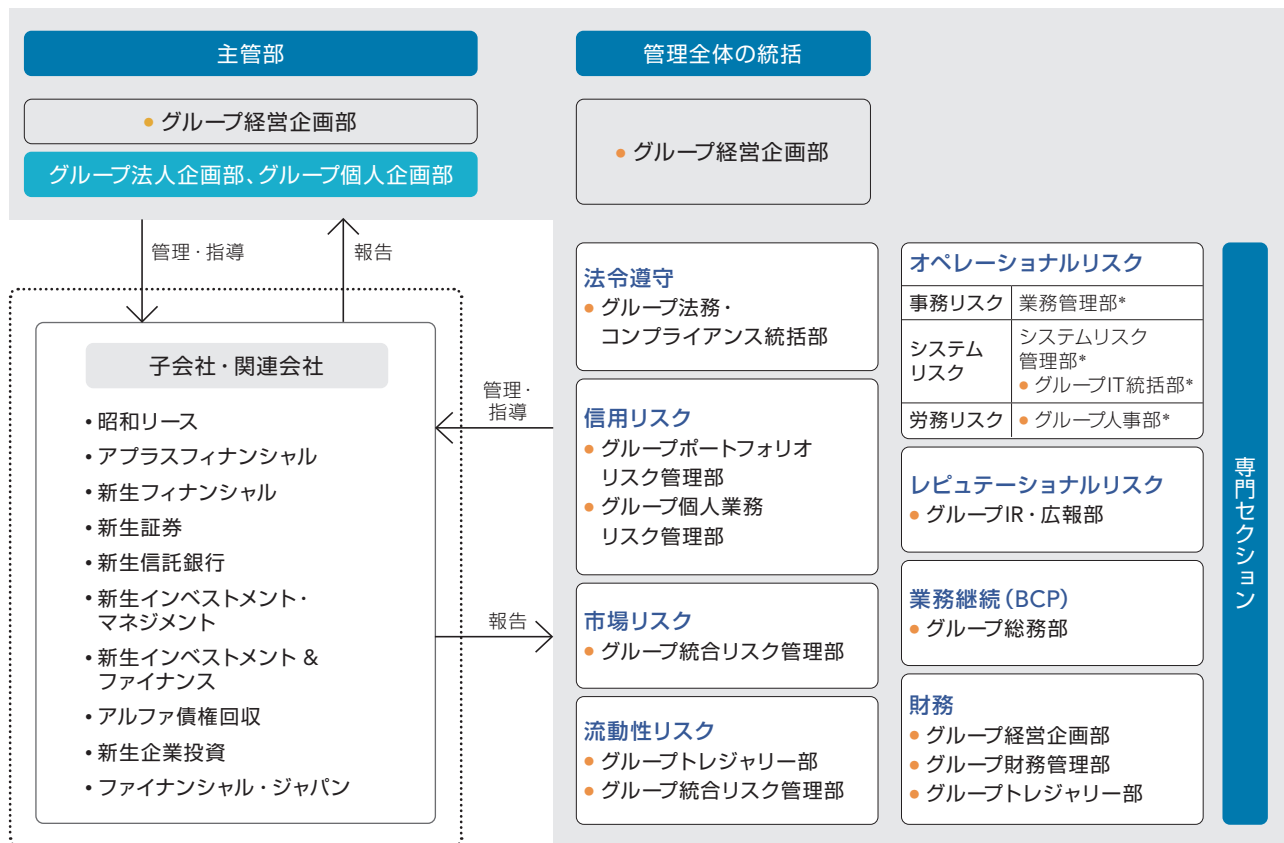 主管部
• グループ経営企画部
グループ法人企画部、グループ個人企画部
管理・指導
報告
子会社・関連会社
• 昭和リース
• アプラスフィナンシャル
• 新生フィナンシャル
• 新生証券
• 新生信託銀行
• 新生インベストメント・
マネジメント
• 新生インベストメント &
ファイナンス
• アルファ債権回収
• 新生企業投資
• ファイナンシャル・ジャパン
管理・
指導
報告
管理全体の統括
• グループ経営企画部
法令遵守
• グループ法務・
コンプライアンス統括部
信用リスク
• グループポートフォリオ
リスク管理部
• グループ個人業務
リスク管理部
市場リスク
• グループ統合リスク管理部
流動性リスク
• グループトレジャリー部
• グループ統合リスク管理部
オペレーショナルリスク
事務リスク 業務管理部*
システム
リスク
システムリスク
管理部*
• グループIT統括部*
労務リスク • グループ人事部*
レピュテーショナルリスク
• グループIR・広報部
業務継続(BCP)
• グループ総務部
財務
• グループ経営企画部
• グループ財務管理部
• グループトレジャリー部
専門セクション